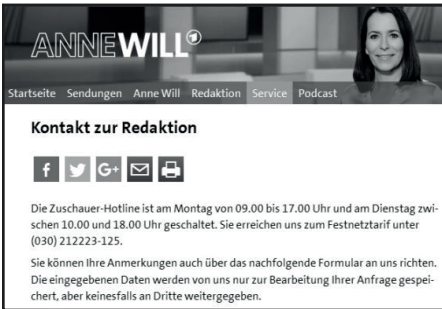 ANNEWILL®
Startseite Sendungen Anne Will Redaktion Service Podcast
Kontakt zur Redaktion
f G+
Die Zuschauer-Hotline ist am Montag von 09.00 bis 17.00 Uhr und am Dienstag zwi-
schen 10.00 und 18.00 Uhr geschaltet. Sie erreichen uns zum Festnetztarif unter
(030) 212223-125.
Sie können Ihre Anmerkungen auch über das nachfolgende Formular an uns richten.
Die eingegebenen Daten werden von uns nur zur Bearbeitung Ihrer Anfrage gespei-
chert, aber keinesfalls an Dritte weitergegeben.